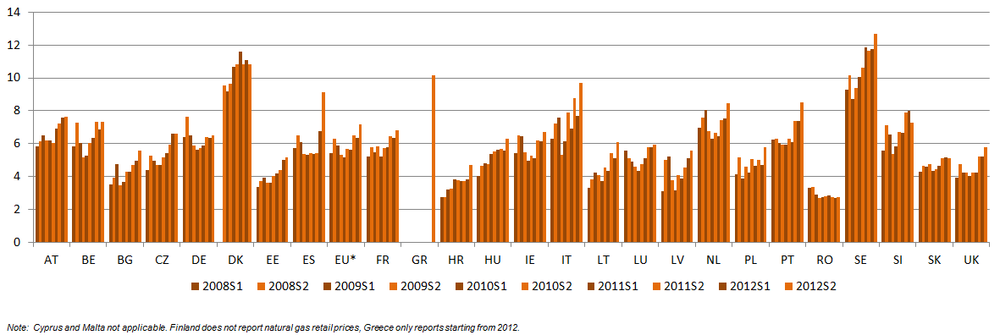 14
12
10
8
6
4
2
0
AT BE BG CZ DE DK EE ES EU* FR GR HR HU IE IT LT LU LV NL PL PT RO SE SI SK UK
2008S1 2008S2 2009S1 2009S2 2010S1 2010S2 2011S1 2011S2 2012S1 2012S2
Note: Cyprus and Malta not applicable. Finland does not report natural gas retail prices, Greece only reports starting from 2012.